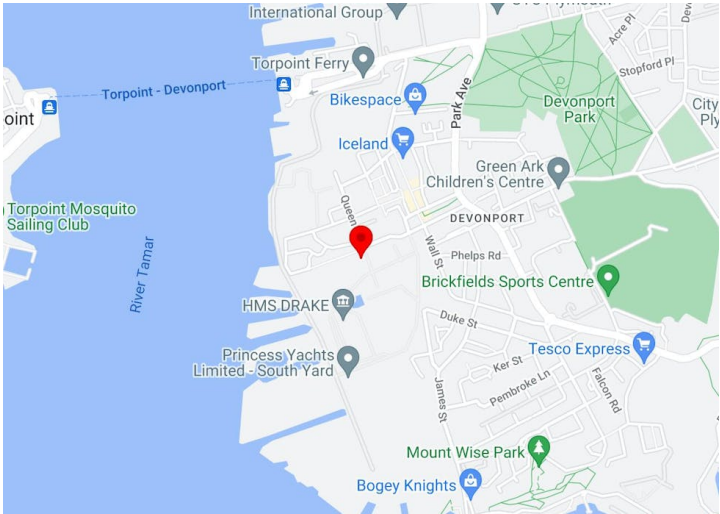 International Group
Torpoint Ferry
Acre Pl
Stopford Pl
Torpoint - Devonport
Bikespace
Park Ave
Devonport
Park
City
Ply
oint
Iceland
Green Ark
Children's Centre
Torpoint Mosquito
Sailing Club
Queen
DEVONPORT
River Tamar
Wall St
Phelps Rd
Brickfields Sports Centre
HMS DRAKE
Duke St
Tesco Express
Princess Yachts
Limited - South Yard
Ker St
Pembroke Ln
James St
Falcon Rd
Mount Wise Park
Bogey Knights